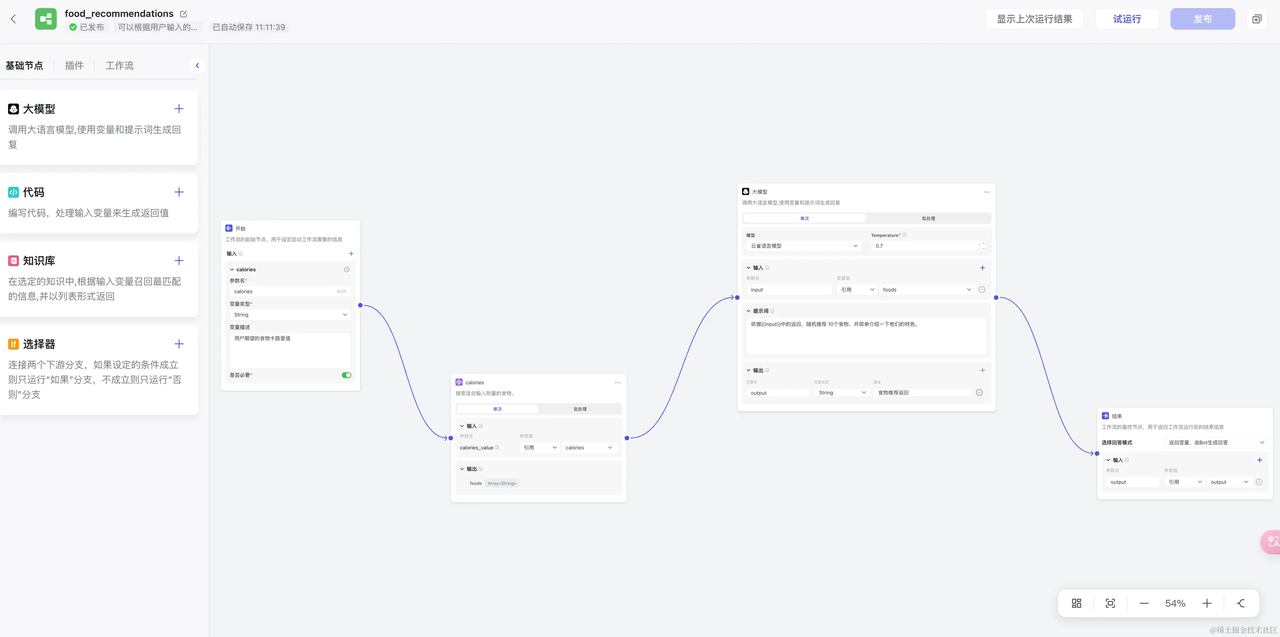 food_recommendations
已发布 可以根据用户输入的... 已自动保存 11:11:39
显示上次运行结果 试运行 发布
基础节点 插件 工作流
大模型
调用大语言模型,使用变量和提示词生成回
复
代码
编写代码，处理输入变量来生成返回值
知识库
在选定的知识中,根据输入变量召回最匹配
的信息,并以列表形式返回
选择器
连接两个下游分支，如果设定的条件成立
则只运行“如果”分支，不成立则只运行“否
则”分支
开始
工作流的起始节点，用于设定启动工作流需要的信息
输入
calories
参数名*
calories 8/20
变量类型*
String
变量描述
用户期望的食物卡路里值
是否必要*
calories
搜索适合输入热量的食物。
单次 批处理
输入
参数名 参数值
calories_value 引用 calories
输出
foods Array<String>
大模型
调用大语言模型,使用变量和提示词生成回复
单次 批处理
模型 Temperature*
云雀语言模型 0.7
输入
参数名 变量值
input 引用 foods
提示词
依据{{input}}中的返回，随机推荐 10个食物，并简单介绍一下他们的特色。
输出
变量名 变量类型 描述
output String 食物推荐返回
结束
工作流的最终节点，用于返回工作流运行后的结果信息
选择回答模式 返回变量，由Bot生成回答
输入
参数名 参数值
output 引用 output
54%
@稀土掘金技术社区